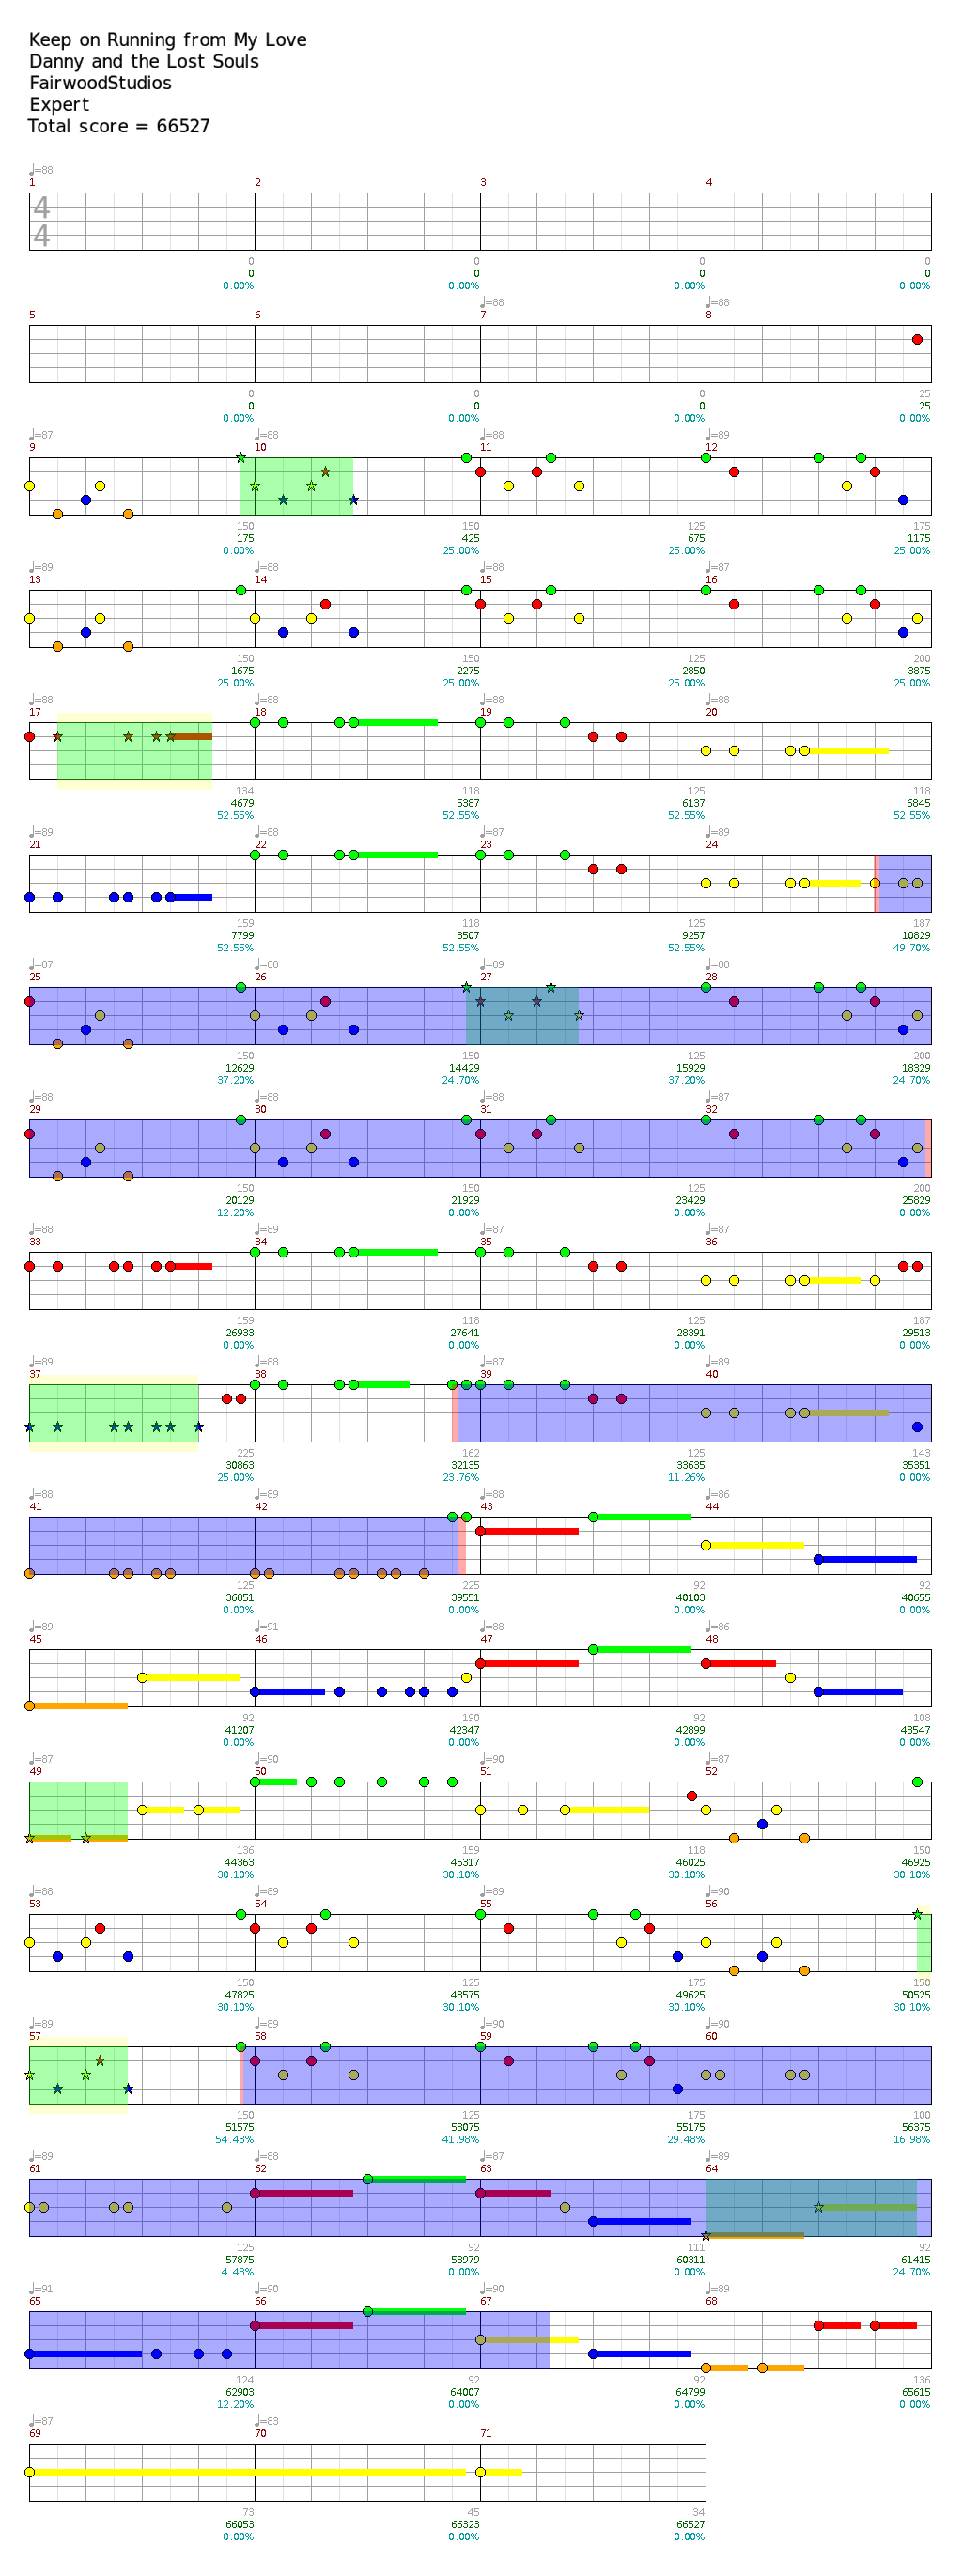 Keep on Running from My Love
Danny and the Lost Souls
FairwoodStudios
Expert
Total score = 66527
♩=88
1 2 3 4
4
4
0 0 0 0
0 0 0 0
0.00% 0.00% 0.00% 0.00%
♩=88 ♩=88
5 6 7 8
0 0 0 25
0 0 0 25
0.00% 0.00% 0.00% 0.00%
♩=87 ♩=88 ♩=88 ♩=89
9 10 11 12
150 150 125 175
175 425 675 1175
0.00% 25.00% 25.00% 25.00%
♩=89 ♩=88 ♩=88 ♩=87
13 14 15 16
150 150 125 200
1675 2275 2850 3875
25.00% 25.00% 25.00% 25.00%
♩=88 ♩=88 ♩=88 ♩=88
17 18 19 20
134 118 125 118
4679 5387 6137 6845
52.55% 52.55% 52.55% 52.55%
♩=89 ♩=88 ♩=87 ♩=89
21 22 23 24
159 118 125 187
7799 8507 9257 10829
52.55% 52.55% 52.55% 49.70%
♩=87 ♩=88 ♩=89 ♩=88
25 26 27 28
150 150 125 200
12629 14429 15929 18329
37.20% 24.70% 37.20% 24.70%
♩=88 ♩=88 ♩=88 ♩=87
29 30 31 32
150 150 125 200
20129 21929 23429 25829
12.20% 0.00% 0.00% 0.00%
♩=88 ♩=89 ♩=87 ♩=87
33 34 35 36
159 118 125 187
26933 27641 28391 29513
0.00% 0.00% 0.00% 0.00%
♩=89 ♩=88 ♩=87 ♩=89
37 38 39 40
225 162 125 143
30863 32135 33635 35351
25.00% 23.76% 11.26% 0.00%
♩=88 ♩=89 ♩=88 ♩=86
41 42 43 44
125 225 92 92
36851 39551 40103 40655
0.00% 0.00% 0.00% 0.00%
♩=89 ♩=91 ♩=88 ♩=86
45 46 47 48
92 190 92 108
41207 42347 42899 43547
0.00% 0.00% 0.00% 0.00%
♩=87 ♩=90 ♩=90 ♩=87
49 50 51 52
136 159 118 150
44363 45317 46025 46925
30.10% 30.10% 30.10% 30.10%
♩=88 ♩=89 ♩=89 ♩=90
53 54 55 56
150 125 175 150
47825 48575 49625 50525
30.10% 30.10% 30.10% 30.10%
♩=89 ♩=89 ♩=90 ♩=90
57 58 59 60
150 125 175 100
51575 53075 55175 56375
54.48% 41.98% 29.48% 16.98%
♩=89 ♩=88 ♩=87 ♩=89
61 62 63 64
125 92 111 92
57875 58979 60311 61415
4.48% 0.00% 0.00% 24.70%
♩=91 ♩=90 ♩=90 ♩=89
65 66 67 68
124 92 92 136
62903 64007 64799 65615
12.20% 0.00% 0.00% 0.00%
♩=87 ♩=83
69 70 71
73 45 34
66053 66323 66527
0.00% 0.00% 0.00%